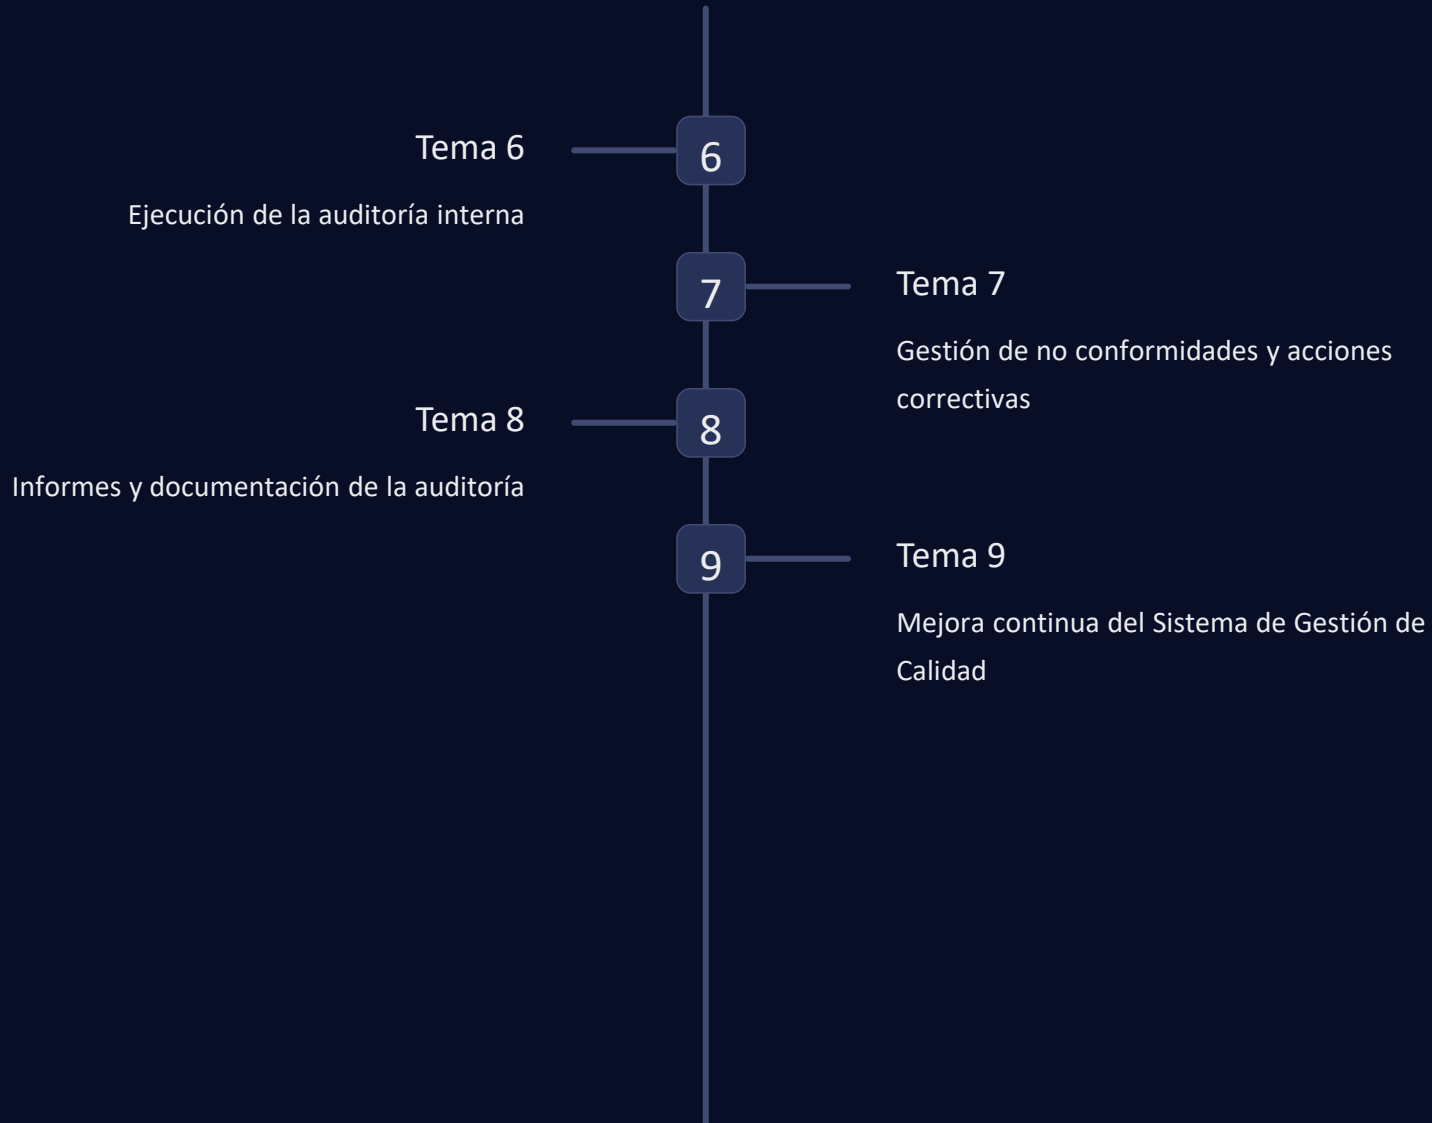 Tema 6
6
Ejecución de la auditoría interna
7
Tema 7
Gestión de no conformidades y acciones
correctivas
Tema 8
8
Informes y documentación de la auditoría
9
Tema 9
Mejora continua del Sistema de Gestión de
Calidad